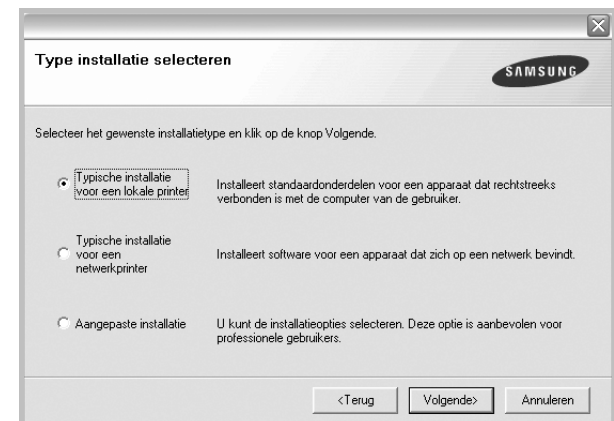 Type installatie selecteren
SAMSUNG
Selecteer het gewenste installatietype en klik op de knop Volgende.
Typische installatie
voor een lokale printer
Installeert standaardonderdelen voor een apparaat dat rechtstreeks
verbonden is met de computer van de gebruiker.
Typische installatie
voor een
netwerkprinter
Installeert software voor een apparaat dat zich op een netwerk bevindt.
Aangepaste installatie
U kunt de installatieopties selecteren. Deze optie is aanbevolen voor
professionele gebruikers.
<Terug
Volgende>
Annuleren